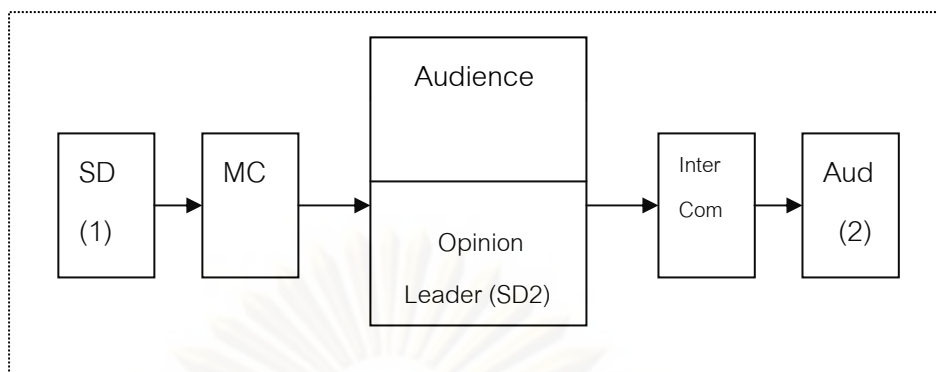 SD
(1)
MC
Audience
Opinion
Leader (SD2)
Inter
Com
Aud
(2)